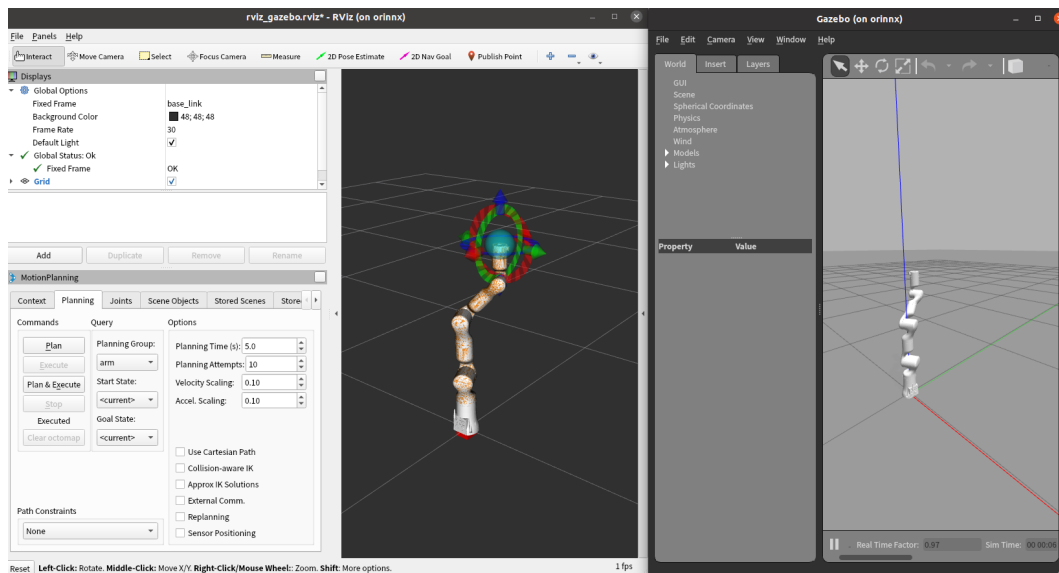 rviz_gazebo.rviz* - RViz (on orinnx)
File Panels Help
Interact Move Camera Select Focus Camera Measure 2D Pose Estimate 2D Nav Goal Publish Point
Displays
Global Options
Fixed Frame base_link
Background Color 48; 48; 48
Frame Rate 30
Default Light
Global Status: Ok
Fixed Frame OK
Grid
Add Duplicate Remove Rename
MotionPlanning
Context Planning Joints Scene Objects Stored Scenes Store
Commands Query Options
Plan Planning Group: Planning Time (s): 5.0
Execute arm Planning Attempts: 10
Plan & Execute Start State: Velocity Scaling: 0.10
Stop <current> Accel. Scaling: 0.10
Executed Goal State:
Clear octomap <current>
Use Cartesian Path
Collision-aware IK
Approx IK Solutions
External Comm.
Path Constraints Replanning
None Sensor Positioning
Reset Left-Click: Rotate. Middle-Click: Move X/Y. Right-Click/Mouse Wheel:: Zoom. Shift: More options. 1 fps
Gazebo (on orinnx)
File Edit Camera View Window Help
World Insert Layers
GUI
Scene
Spherical Coordinates
Physics
Atmosphere
Wind
Models
Lights
Property Value
Real Time Factor: 0.97 Sim Time: 00 00:06